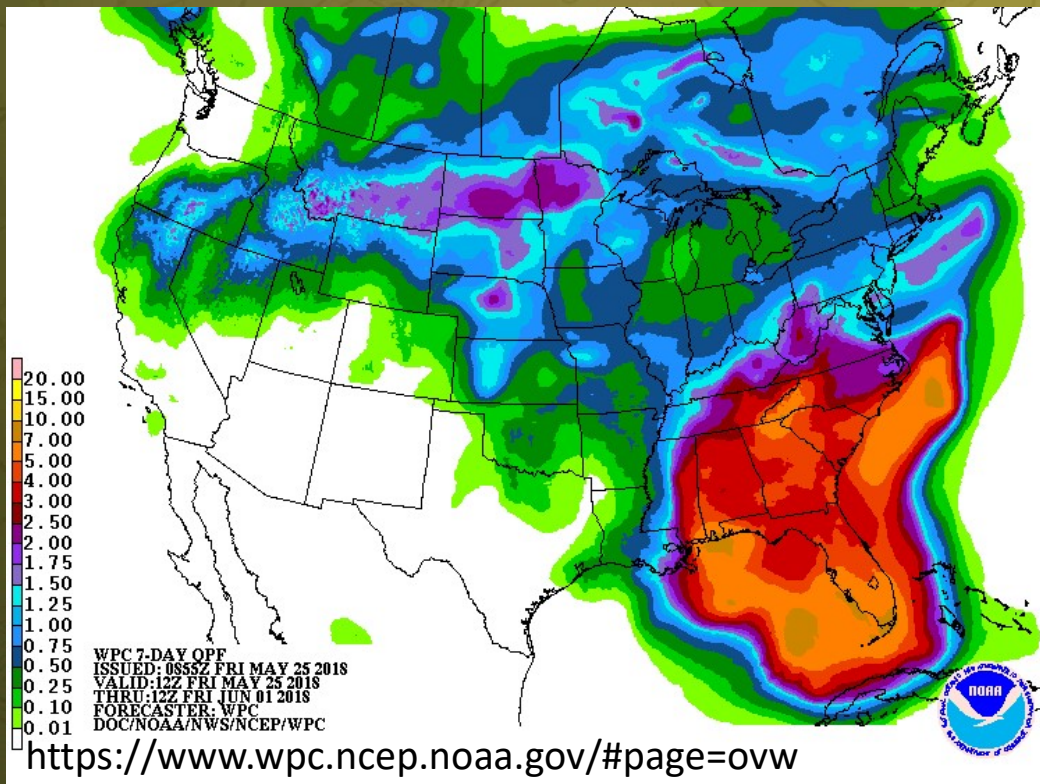 20.00
15.00
10.00
7.00
5.00
4.00
3.00
2.50
2.00
1.75
1.50
1.25
1.00
0.75
0.50
0.25
0.10
0.01
WPC 7-DAY QPF
ISSUED: 0855Z FRI MAY 25 2018
VALID:12Z FRI MAY 25 2018
THRU:12Z FRI JUN 01 2018
FORECASTER: WPC
DOC/NOAA/NWS/NCEP/WPC
NOAA
https://www.wpc.ncep.noaa.gov/#page=ovw